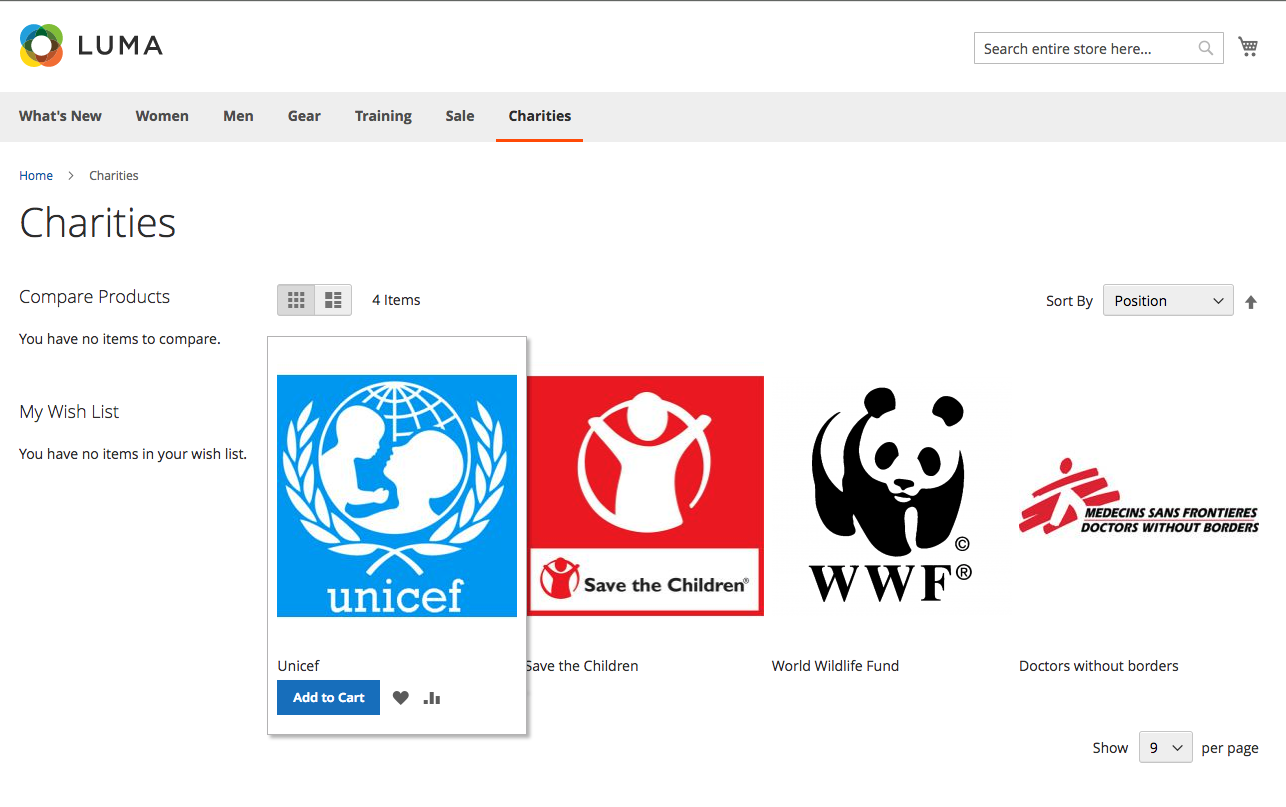 LUMA
Search entire store here...
What's New Women Men Gear Training Sale Charities
Home > Charities
Charities
Compare Products
You have no items to compare.
My Wish List
You have no items in your wish list.
4 Items
Sort By Position
unicef
Save the Children®
©
WWF®
MEDECINS SANS FRONTIERES
DOCTORS WITHOUT BORDERS
Unicef
Add to Cart
Save the Children
World Wildlife Fund
Doctors without borders
Show 9 per page